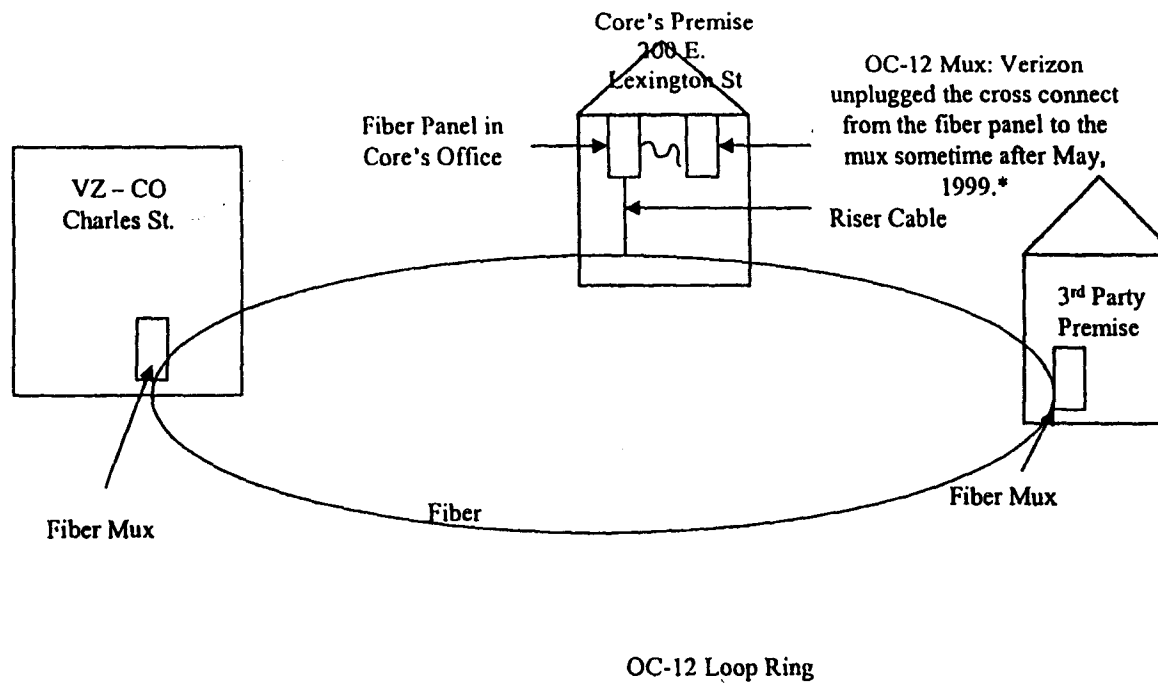 Core's Premise
200 E.
Lexington St
OC-12 Mux: Verizon
unplugged the cross connect
from the fiber panel to the
mux sometime after May,
1999.*
Fiber Panel in
Core's Office
Riser Cable
VZ – CO
Charles St.
3rd Party
Premise
Fiber Mux
Fiber
Fiber Mux
OC-12 Loop Ring